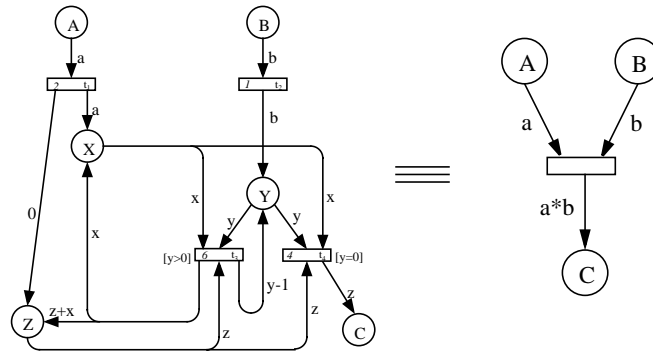 A
B
A
B
a
b
2 t₁
1 t₂
a
b
a
b
X
0
x
x
x
Y
y
y
a*b
[y>0]
6 t₃
4 t₄
[y=0]
y-1
C
Z
z+x
z
z
z
C